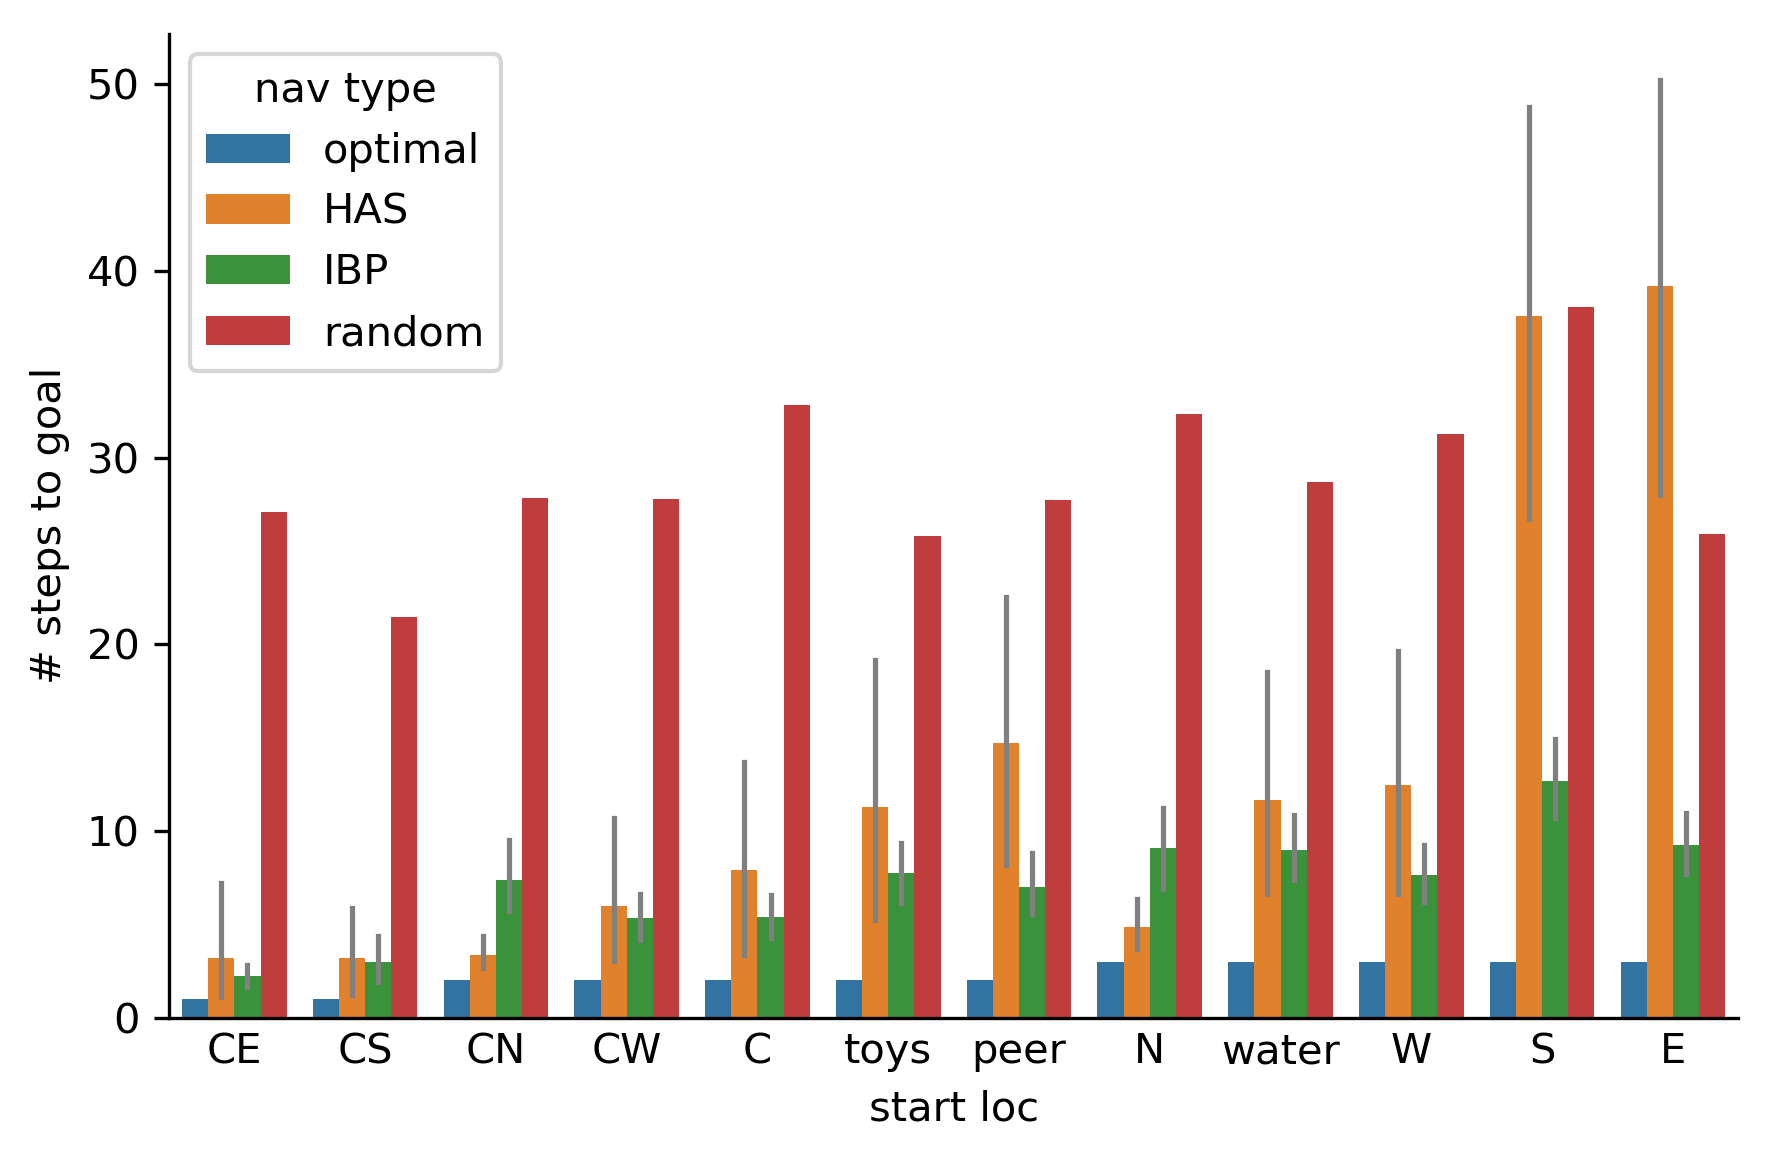 nav type
optimal
HAS
IBP
random
# steps to goal
50
40
30
20
10
0
CE CS CN CW C toys peer N water W S E
start loc